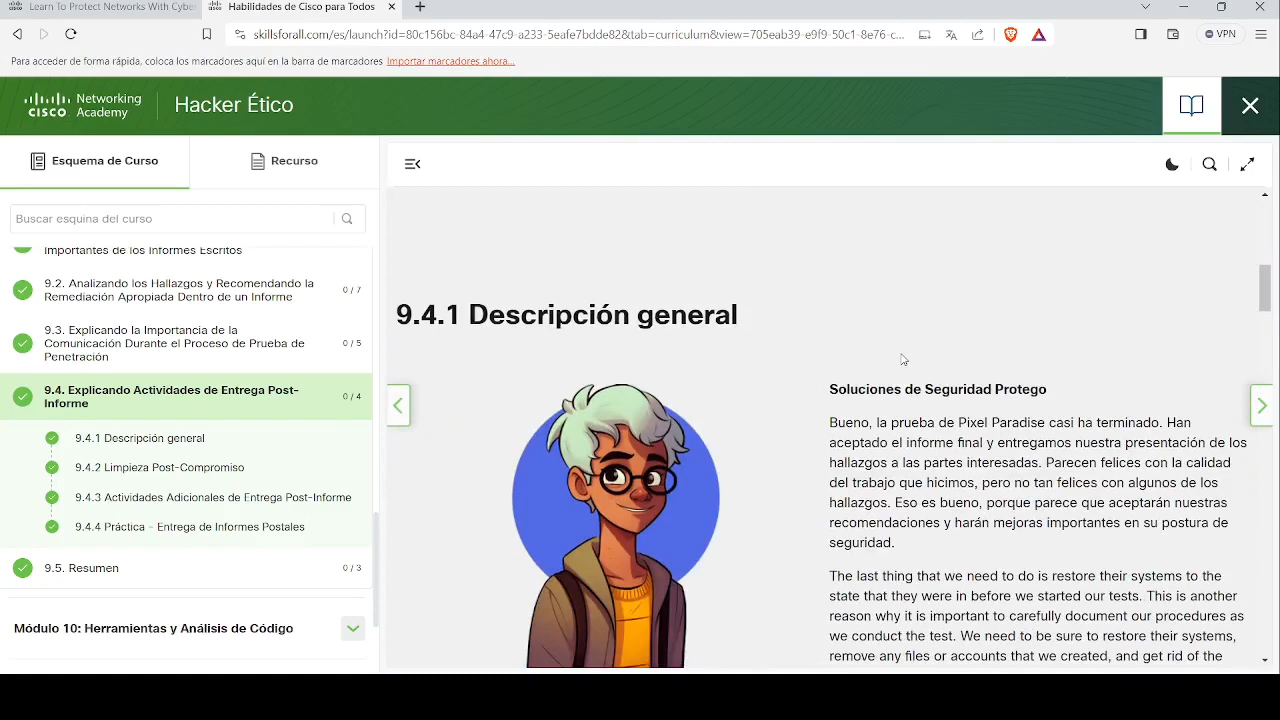 Learn To Protect Networks With Cyber
Habilidades de Cisco para Todos
skillsforall.com/es/launch?id=80c156bc-84a4-47c9-a233-5eafe7bdde82&tab=curriculum&view=705eab39-e9f9-50c1-8e76-c...
VPN
Para acceder de forma rápida, coloca los marcadores aquí en la barra de marcadores Importar marcadores ahora...
CISCO Networking Academy
Hacker Ético
Esquema de Curso
Recurso
Buscar esquina del curso
Importantes de los Informes Escritos
9.2. Analizando los Hallazgos y Recomendando la
Remediación Apropiada Dentro de un Informe
0 / 7
9.3. Explicando la Importancia de la
Comunicación Durante el Proceso de Prueba de
Penetración
0 / 5
9.4. Explicando Actividades de Entrega Post-
Informe
0 / 4
9.4.1 Descripción general
9.4.2 Limpieza Post-Compromiso
9.4.3 Actividades Adicionales de Entrega Post-Informe
9.4.4 Práctica - Entrega de Informes Postales
9.5. Resumen
0 / 3
Módulo 10: Herramientas y Análisis de Código
9.4.1 Descripción general
Soluciones de Seguridad Protego
Bueno, la prueba de Pixel Paradise casi ha terminado. Han
aceptado el informe final y entregamos nuestra presentación de los
hallazgos a las partes interesadas. Parecen felices con la calidad
del trabajo que hicimos, pero no tan felices con algunos de los
hallazgos. Eso es bueno, porque parece que aceptarán nuestras
recomendaciones y harán mejoras importantes en su postura de
seguridad.
The last thing that we need to do is restore their systems to the
state that they were in before we started our tests. This is another
reason why it is important to carefully document our procedures as
we conduct the test. We need to be sure to restore their systems,
remove any files or accounts that we created, and get rid of the